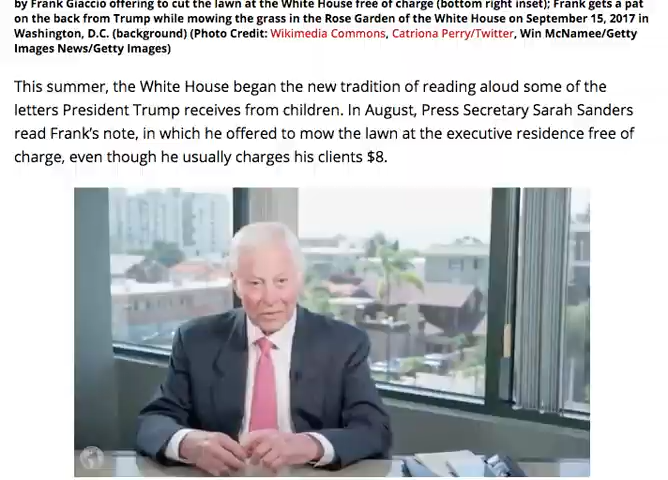 by Frank Giaccio offering to cut the lawn at the White House free of charge (bottom right inset); Frank gets a pat
on the back from Trump while mowing the grass in the Rose Garden of the White House on September 15, 2017 in
Washington, D.C. (background) (Photo Credit: Wikimedia Commons, Catriona Perry/Twitter, Win McNamee/Getty
Images News/Getty Images)
This summer, the White House began the new tradition of reading aloud some of the
letters President Trump receives from children. In August, Press Secretary Sarah Sanders
read Frank’s note, in which he offered to mow the lawn at the executive residence free of
charge, even though he usually charges his clients $8.